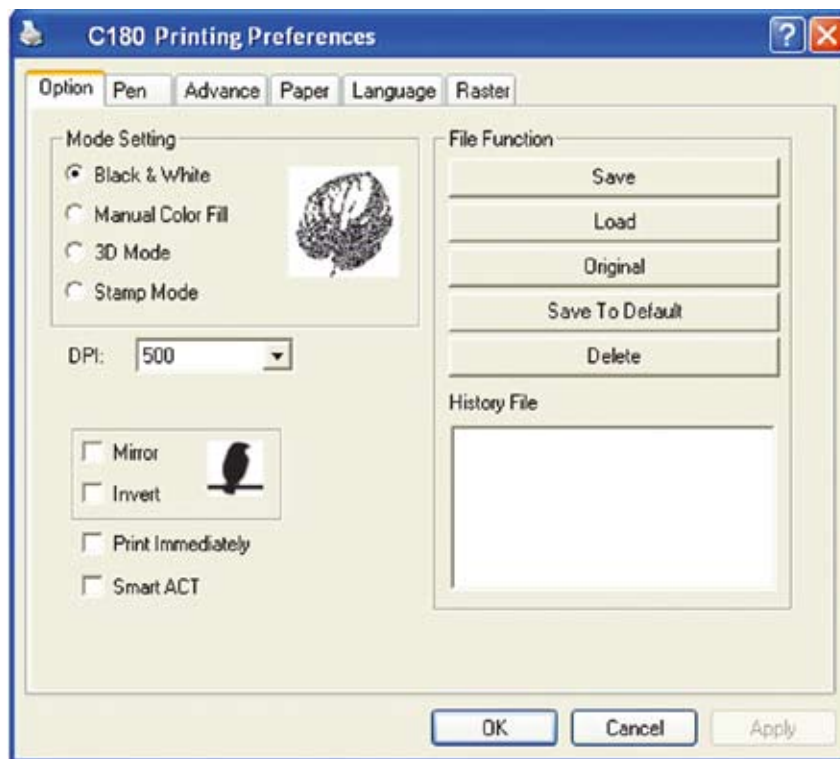 C180 Printing Preferences
?
Option Pen Advance Paper Language Raster
Mode Setting
Black & White
Manual Color Fill
3D Mode
Stamp Mode
DPI: 500
Mirror
Invert
Print Immediately
Smart ACT
File Function
Save
Load
Original
Save To Default
Delete
History File
OK Cancel Apply